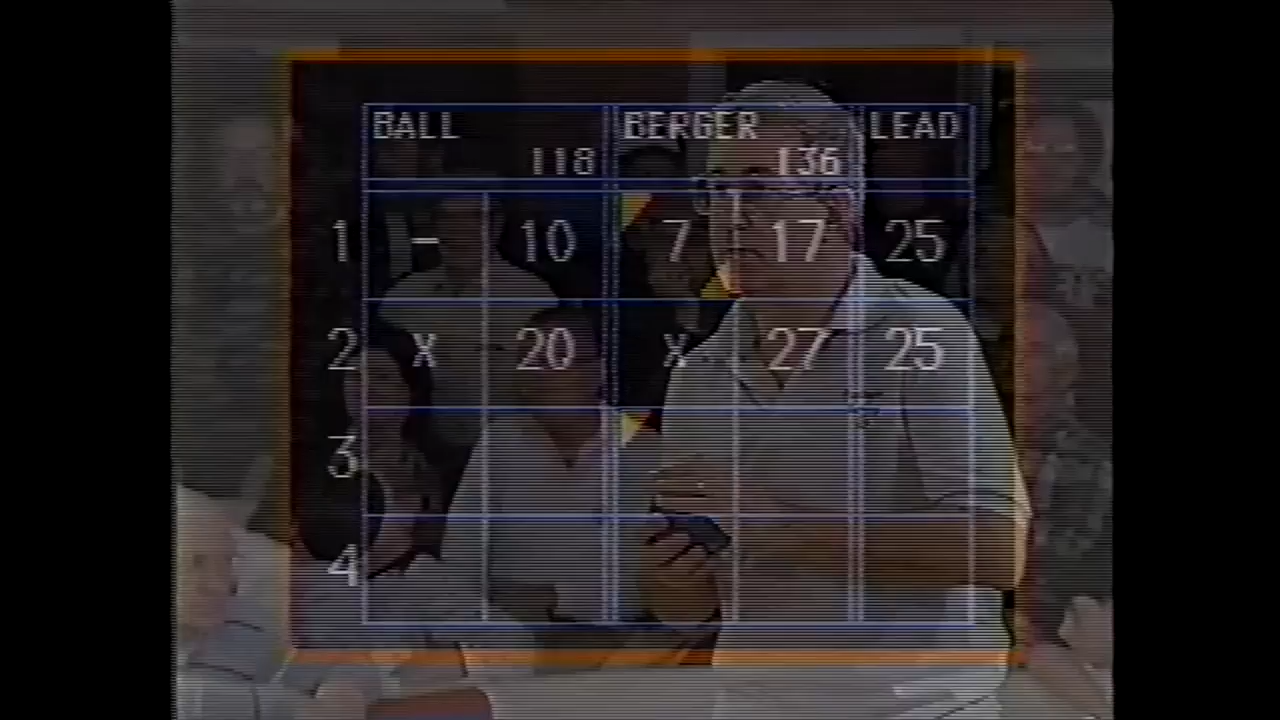 BALL BERGER LEAD
118 136
1 – 10 7 17 25
2 X 20 X 27 25
3
4